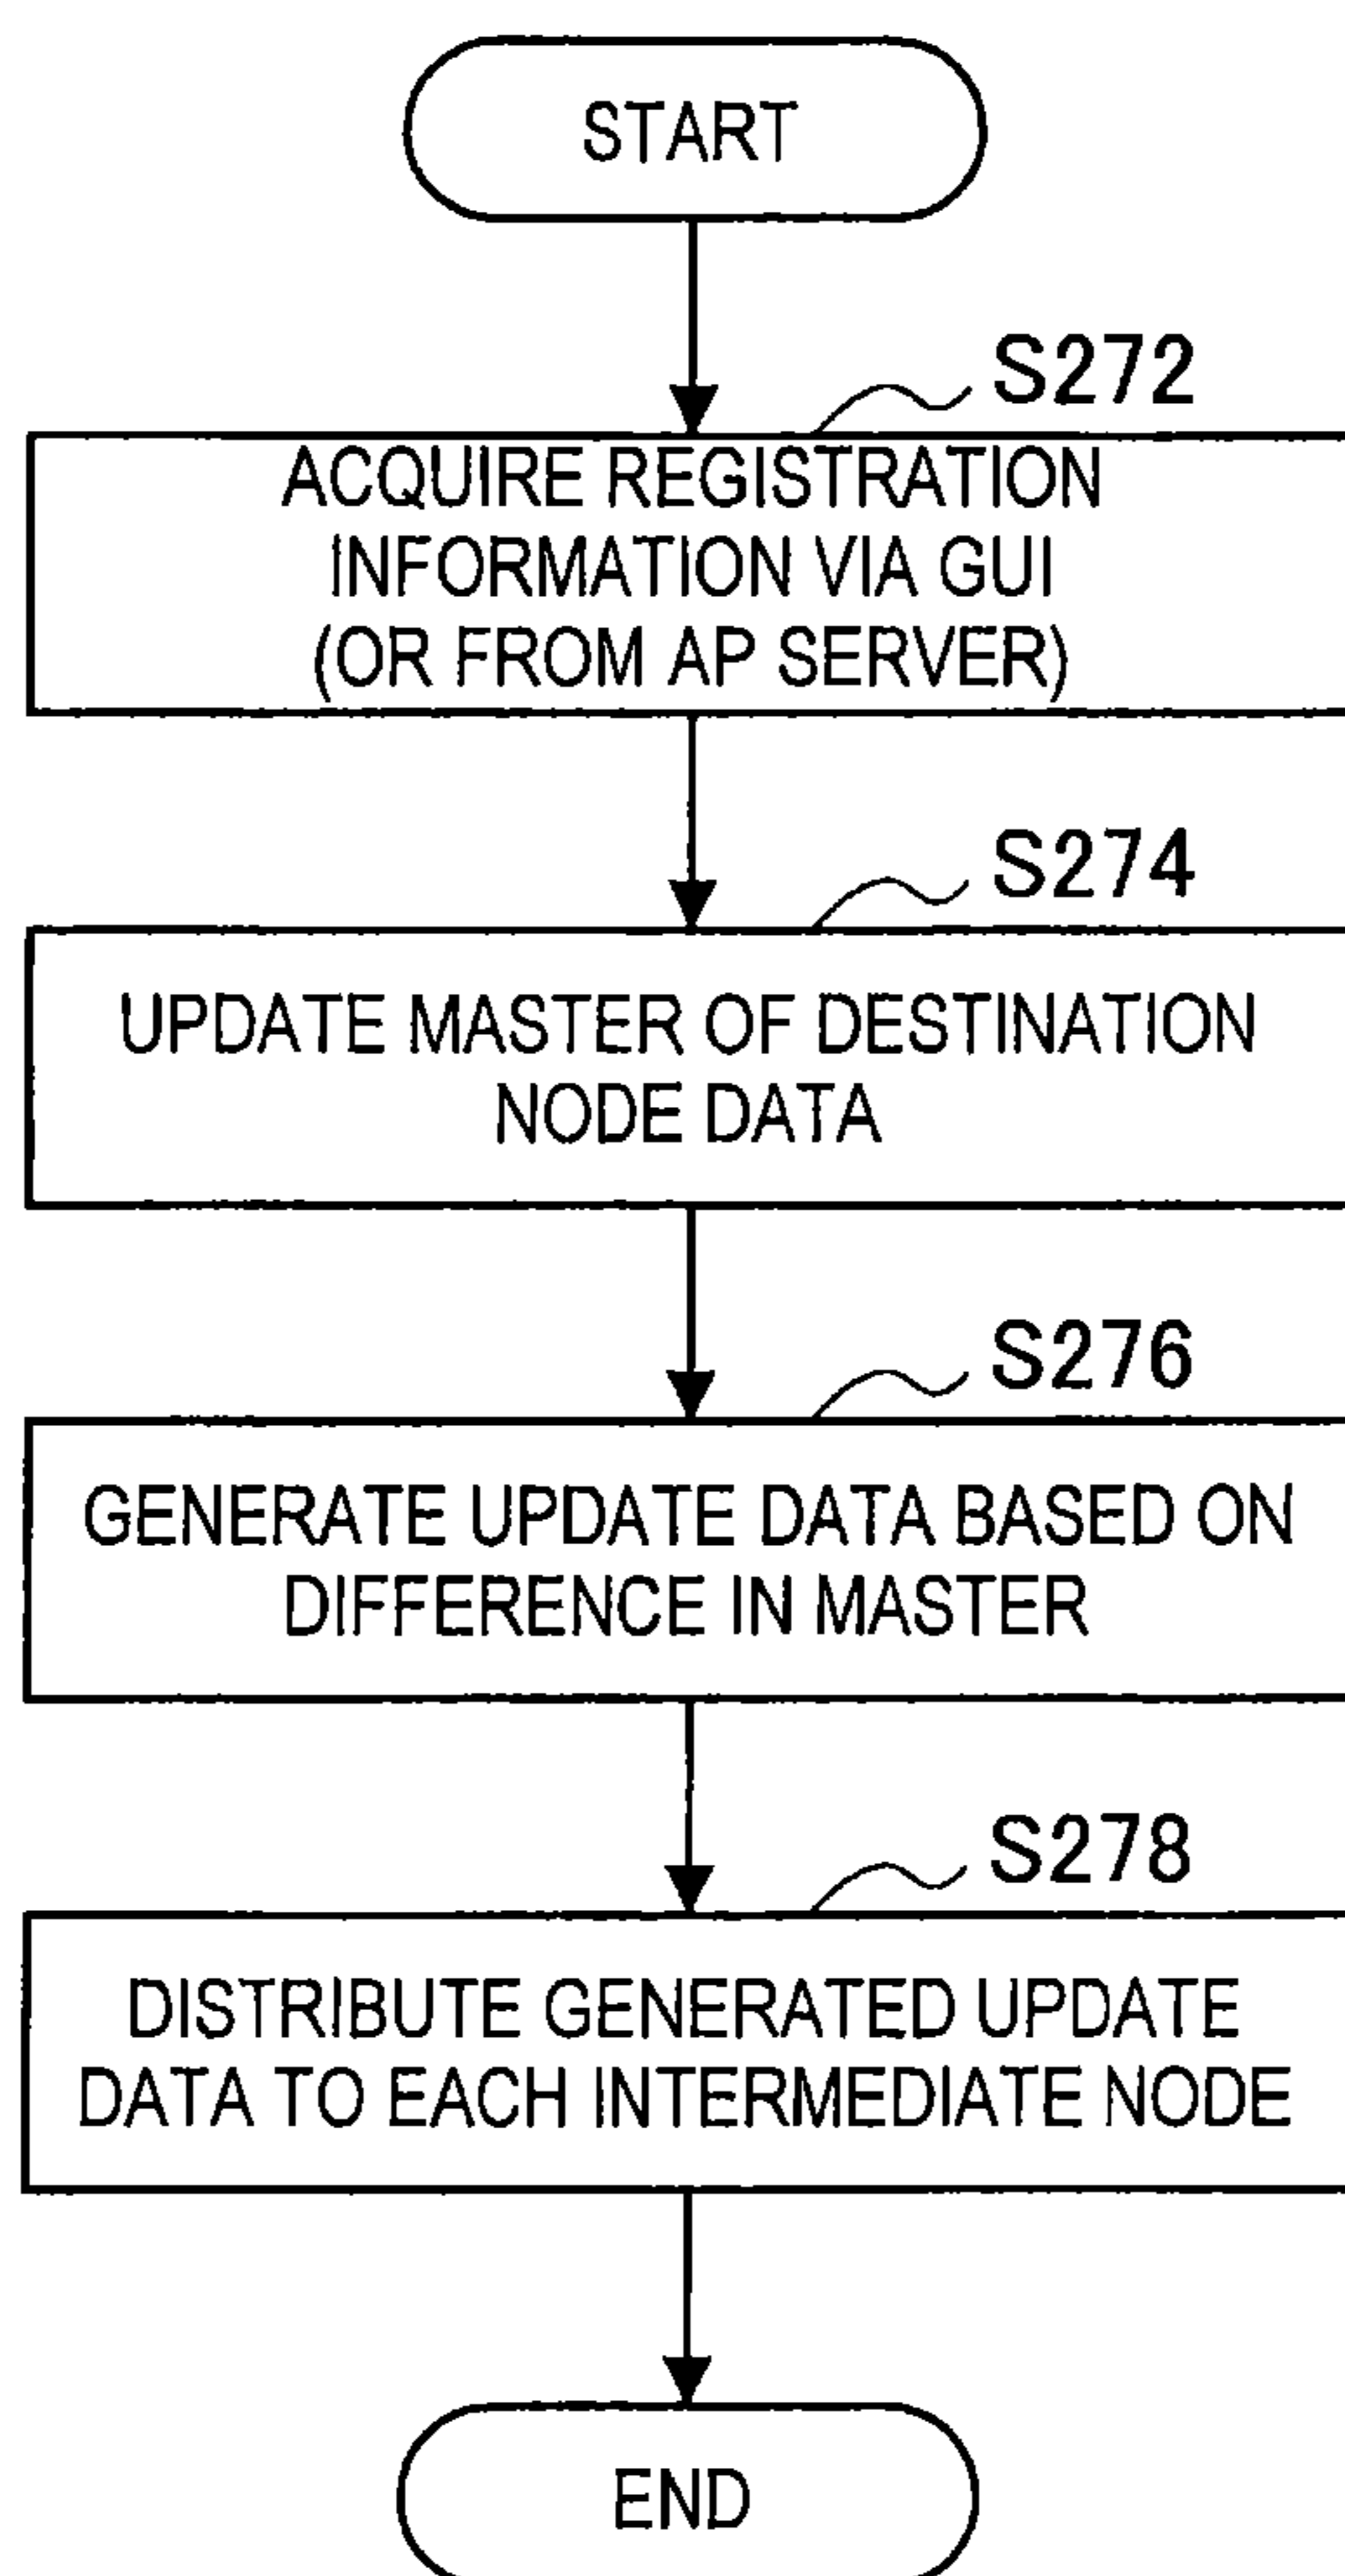 START
S272
ACQUIRE REGISTRATION
INFORMATION VIA GUI
(OR FROM AP SERVER)
S274
UPDATE MASTER OF DESTINATION
NODE DATA
S276
GENERATE UPDATE DATA BASED ON
DIFFERENCE IN MASTER
S278
DISTRIBUTE GENERATED UPDATE
DATA TO EACH INTERMEDIATE NODE
END